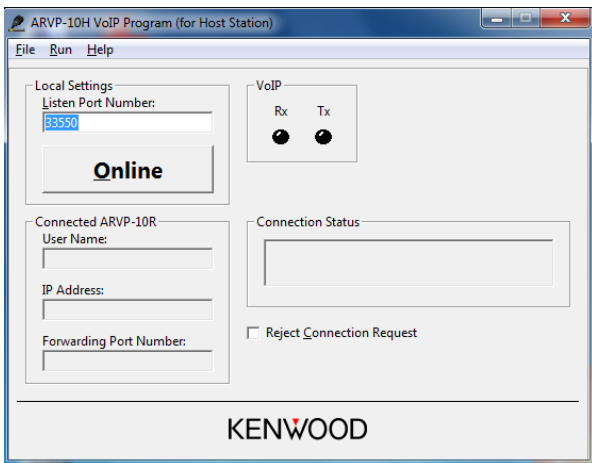 ARVP-10H VoIP Program (for Host Station)
File Run Help
Local Settings
Listen Port Number:
33550
Online
VoIP
Rx Tx
Connected ARVP-10R
User Name:
IP Address:
Forwarding Port Number:
Connection Status
Reject Connection Request
KENWOOD